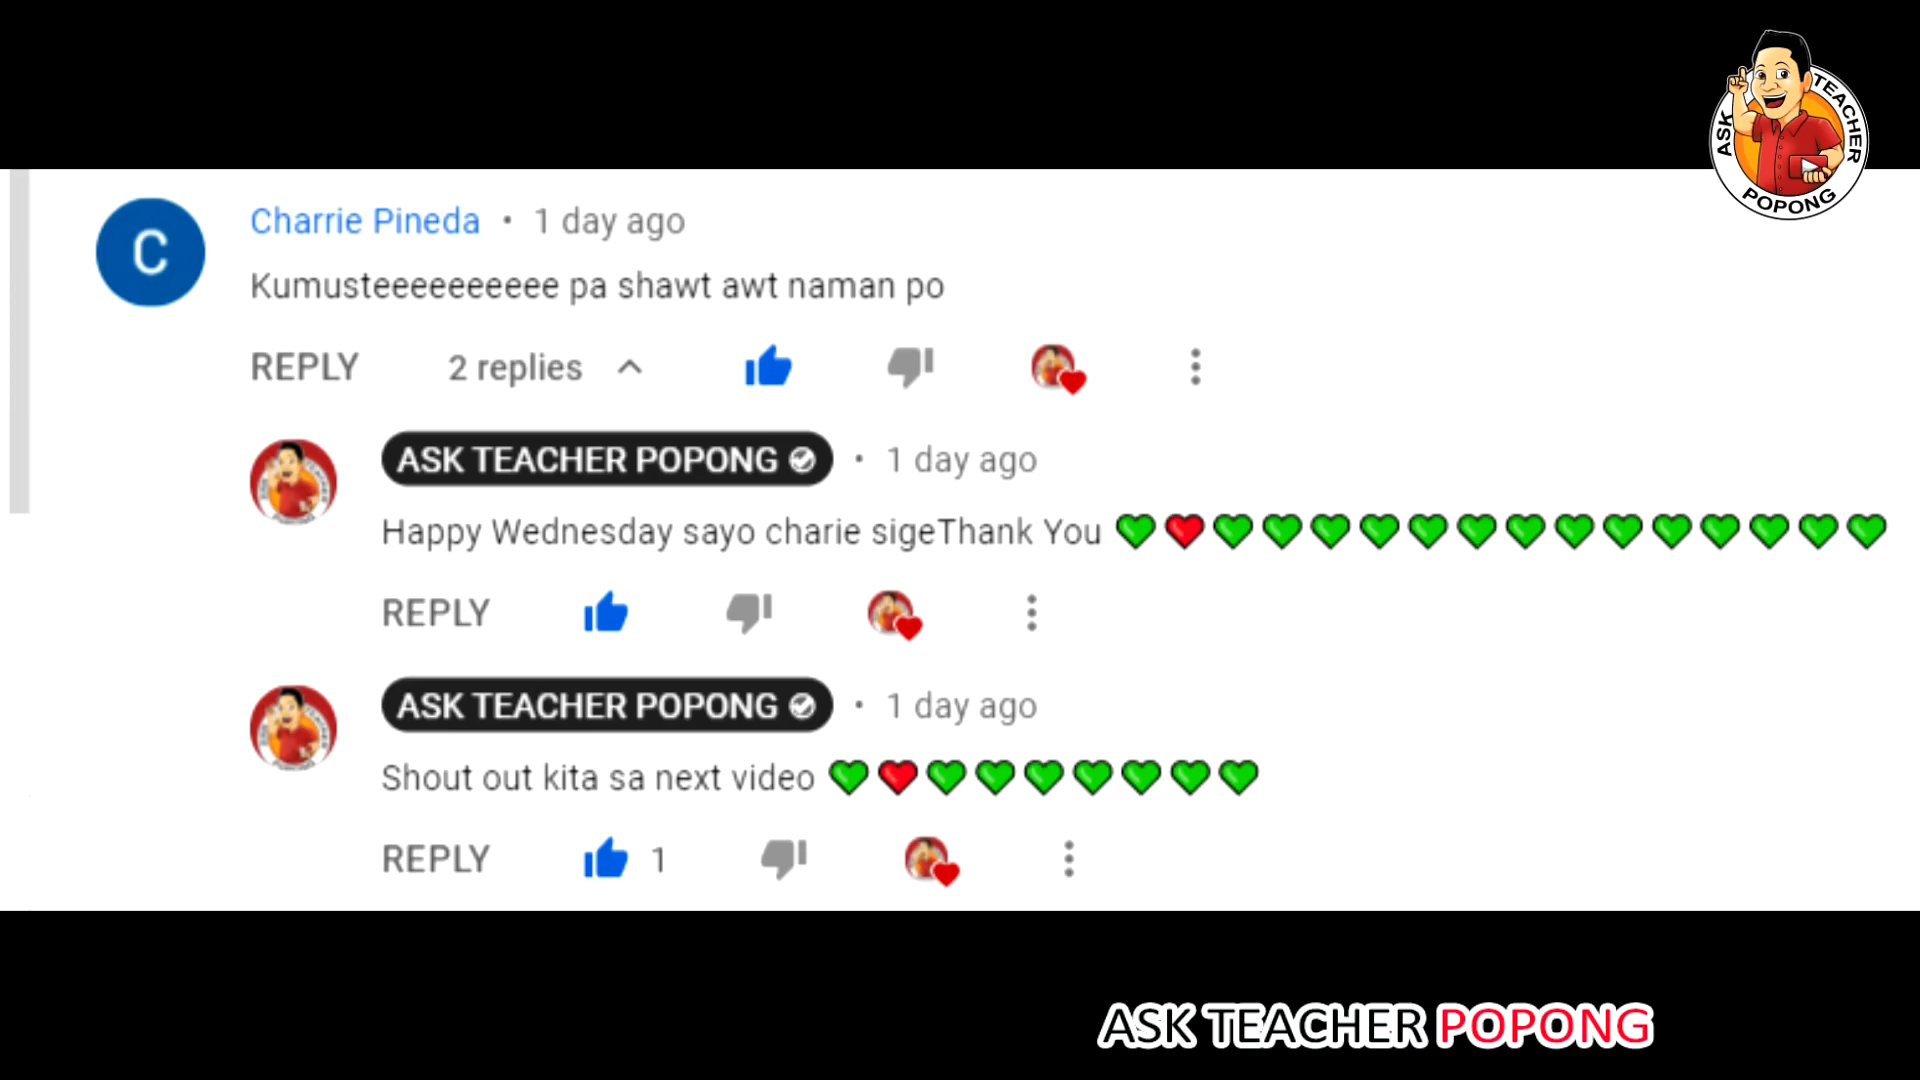 ASK TEACHER POPONG
C
Charrie Pineda • 1 day ago
Kumusteeeeeeeeee pa shawt awt naman po
REPLY 2 replies
ASK TEACHER POPONG • 1 day ago
Happy Wednesday sayo charie sigeThank You 💚❤️💚💚💚💚💚💚💚💚💚💚💚💚💚💚
REPLY
ASK TEACHER POPONG • 1 day ago
Shout out kita sa next video 💚❤️💚💚💚💚💚💚💚
REPLY 1
ASK TEACHER POPONG